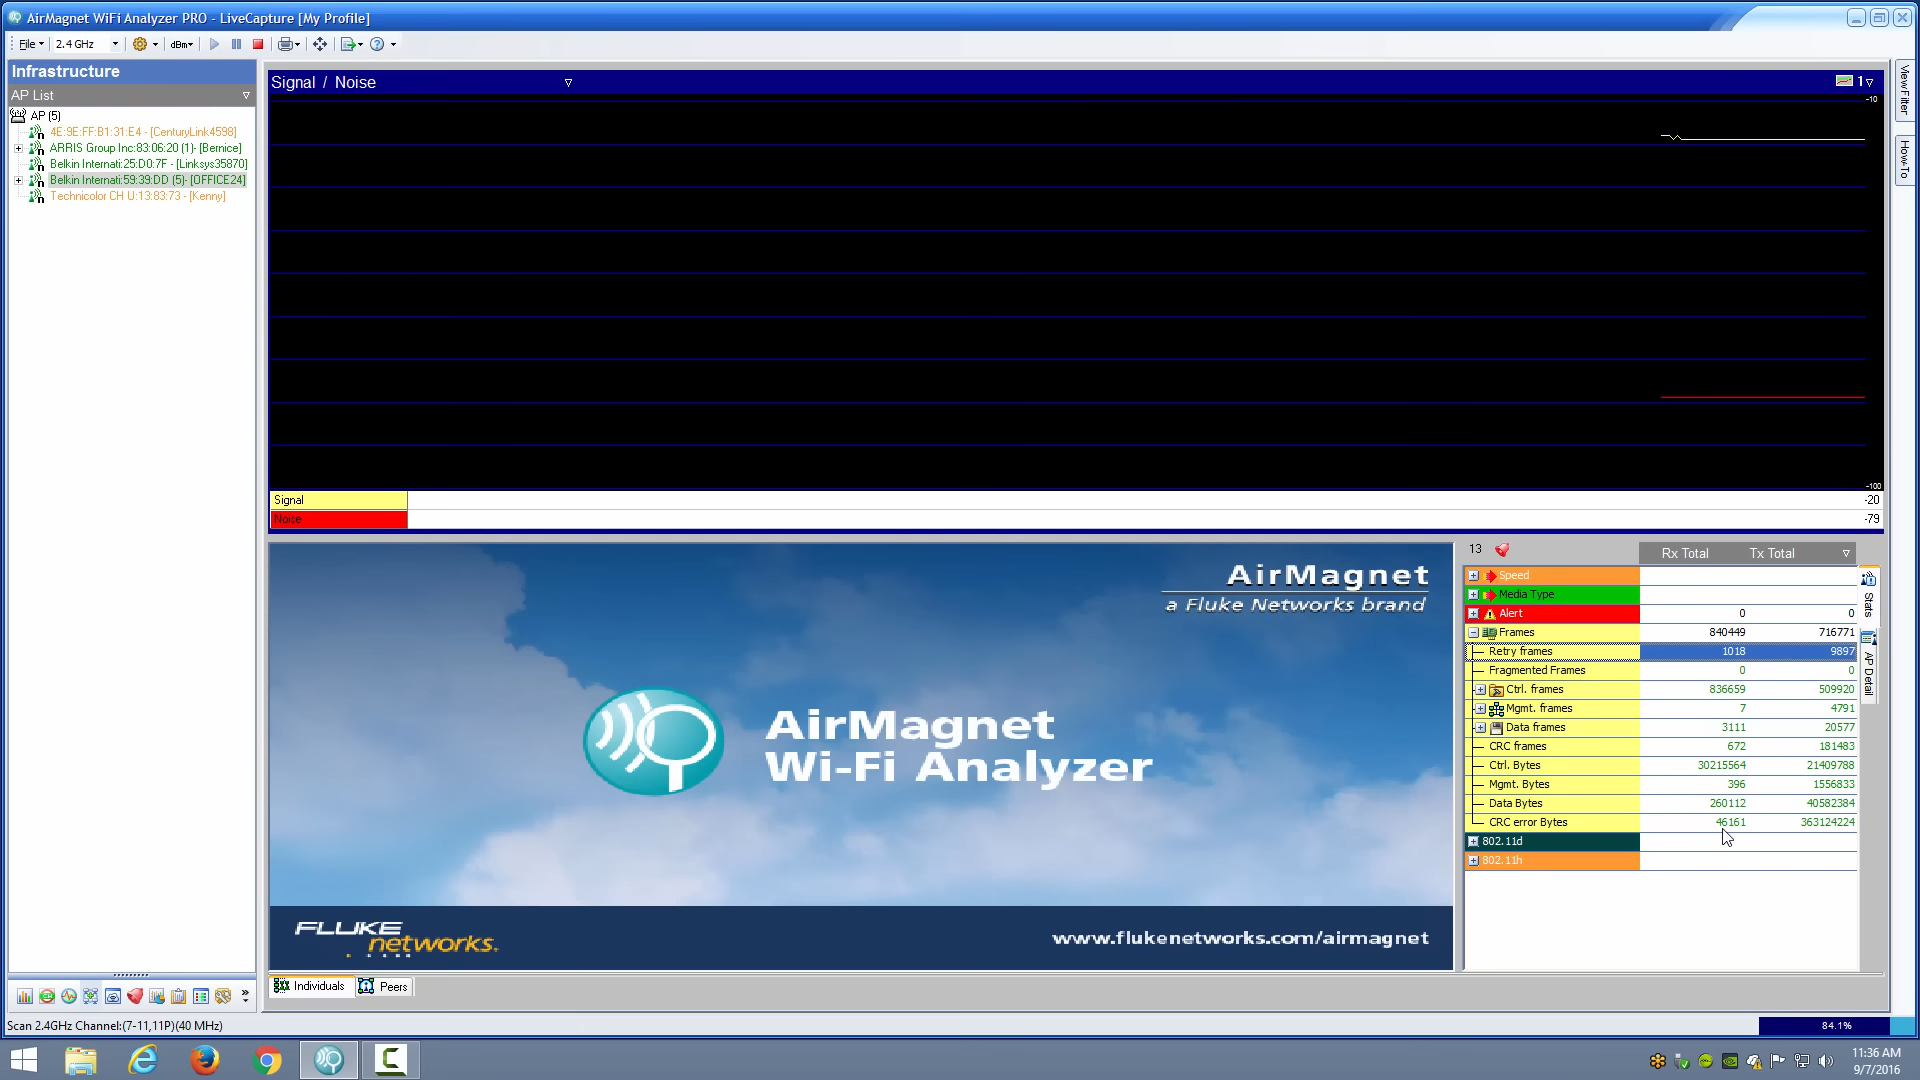 AirMagnet WiFi Analyzer PRO - LiveCapture [My Profile]
File 2.4 GHz dBm
Infrastructure
AP List
AP (5)
4E:9E:FF:B1:31:E4 - [CenturyLink4598]
ARRIS Group Inc:83:06:20 (1)- [Bernice]
Belkin Internati:25:D0:7F - [Linksys35870]
Belkin Internati:59:39:DD (5)- [OFFICE24]
Technicolor CH U:13:83:73 - [Kenny]
Signal / Noise
1
-10
-100
Signal -20
Noise -79
View Filter
How-To
AirMagnet
a Fluke Networks brand
AirMagnet
Wi-Fi Analyzer
FLUKE
networks.
www.flukenetworks.com/airmagnet
13 Rx Total Tx Total
Speed
Media Type
Alert 0 0
Frames 840449 716771
Retry frames 1018 9897
Fragmented Frames 0 0
Ctrl. frames 836659 509920
Mgmt. frames 7 4791
Data frames 3111 20577
CRC frames 672 181483
Ctrl. Bytes 30215564 21409788
Mgmt. Bytes 396 1556833
Data Bytes 260112 40582384
CRC error Bytes 46161 363124224
802.11d
802.11h
Stats
AP Detail
Individuals Peers
Scan 2.4GHz Channel:(7-11,11P)(40 MHz)
84.1%
11:36 AM
9/7/2016